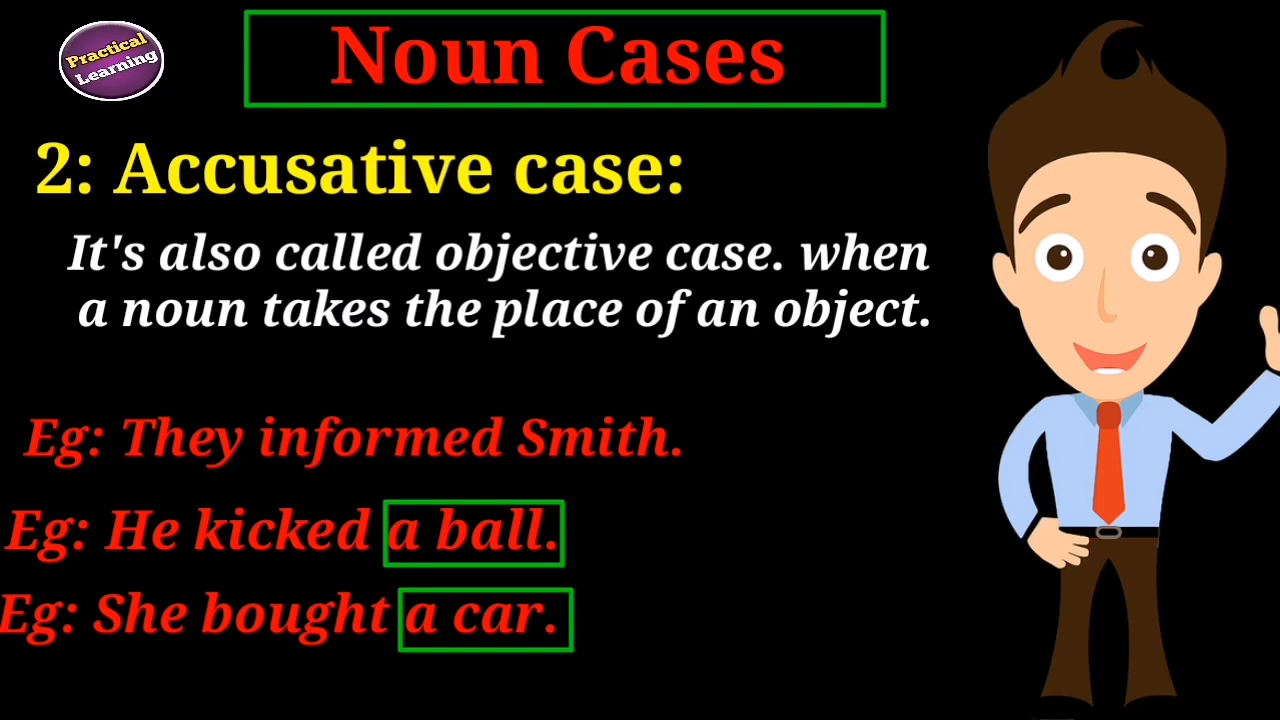 Practical
Learning
Noun Cases
2: Accusative case:
It's also called objective case. when
a noun takes the place of an object.
Eg: They informed Smith.
Eg: He kicked a ball.
Eg: She bought a car.